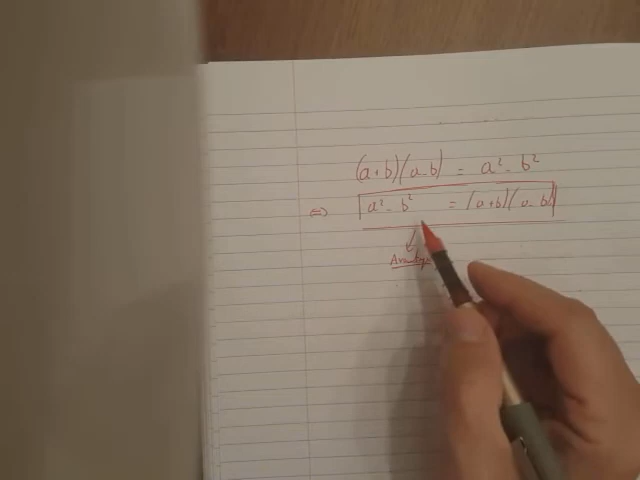 (a+b)(a-b) = a² - b²
⇔ a² - b² = (a+b)(a-b)